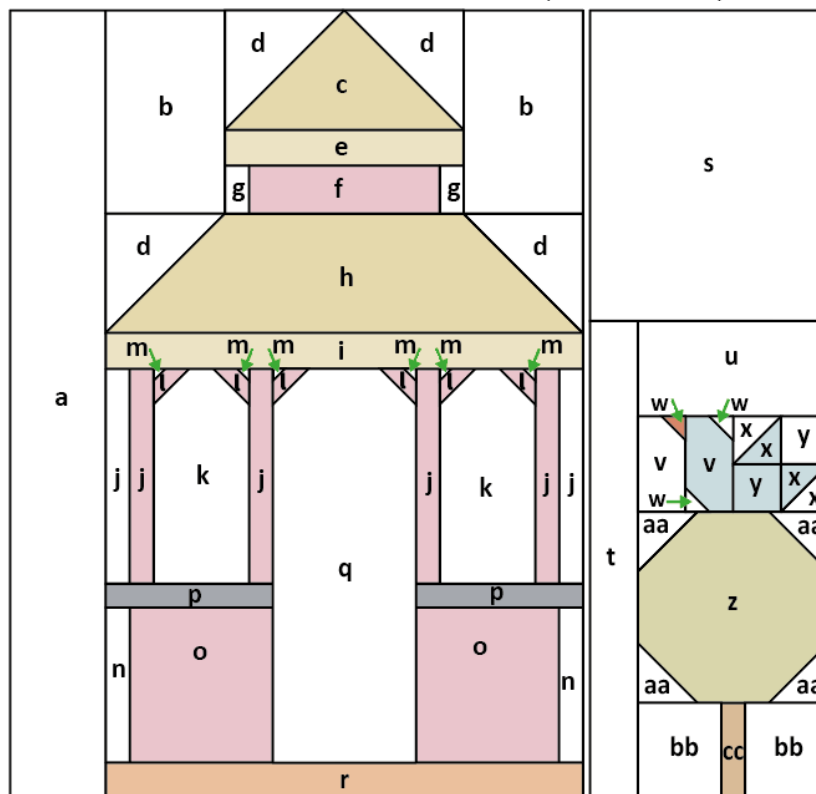 d d
b c b
e
g f g
s
d d
h
m m m i m m m
l l l l l l
a
u
w w
x y
j j k j j k j j
v v x
y x
w x
aa aa
q
p p
t
z
o o
n n
aa aa
bb cc bb
r